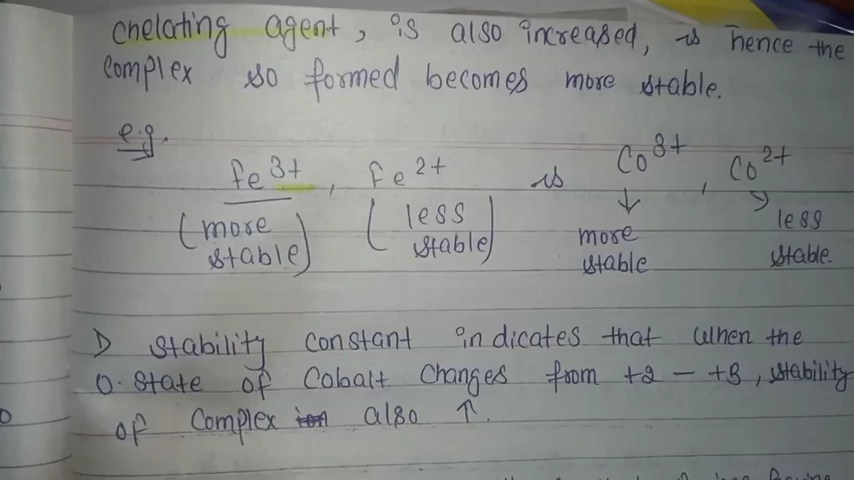 chelating agent, is also increased, & hence the
complex so formed becomes more stable.
e.g.
Fe3+, Fe2+ & Co3+, Co2+
(more stable) (less stable) more stable less stable
D stability constant indicates that when the
O. state of Cobalt changes from +2 - +3, stability
of complex also ↑.